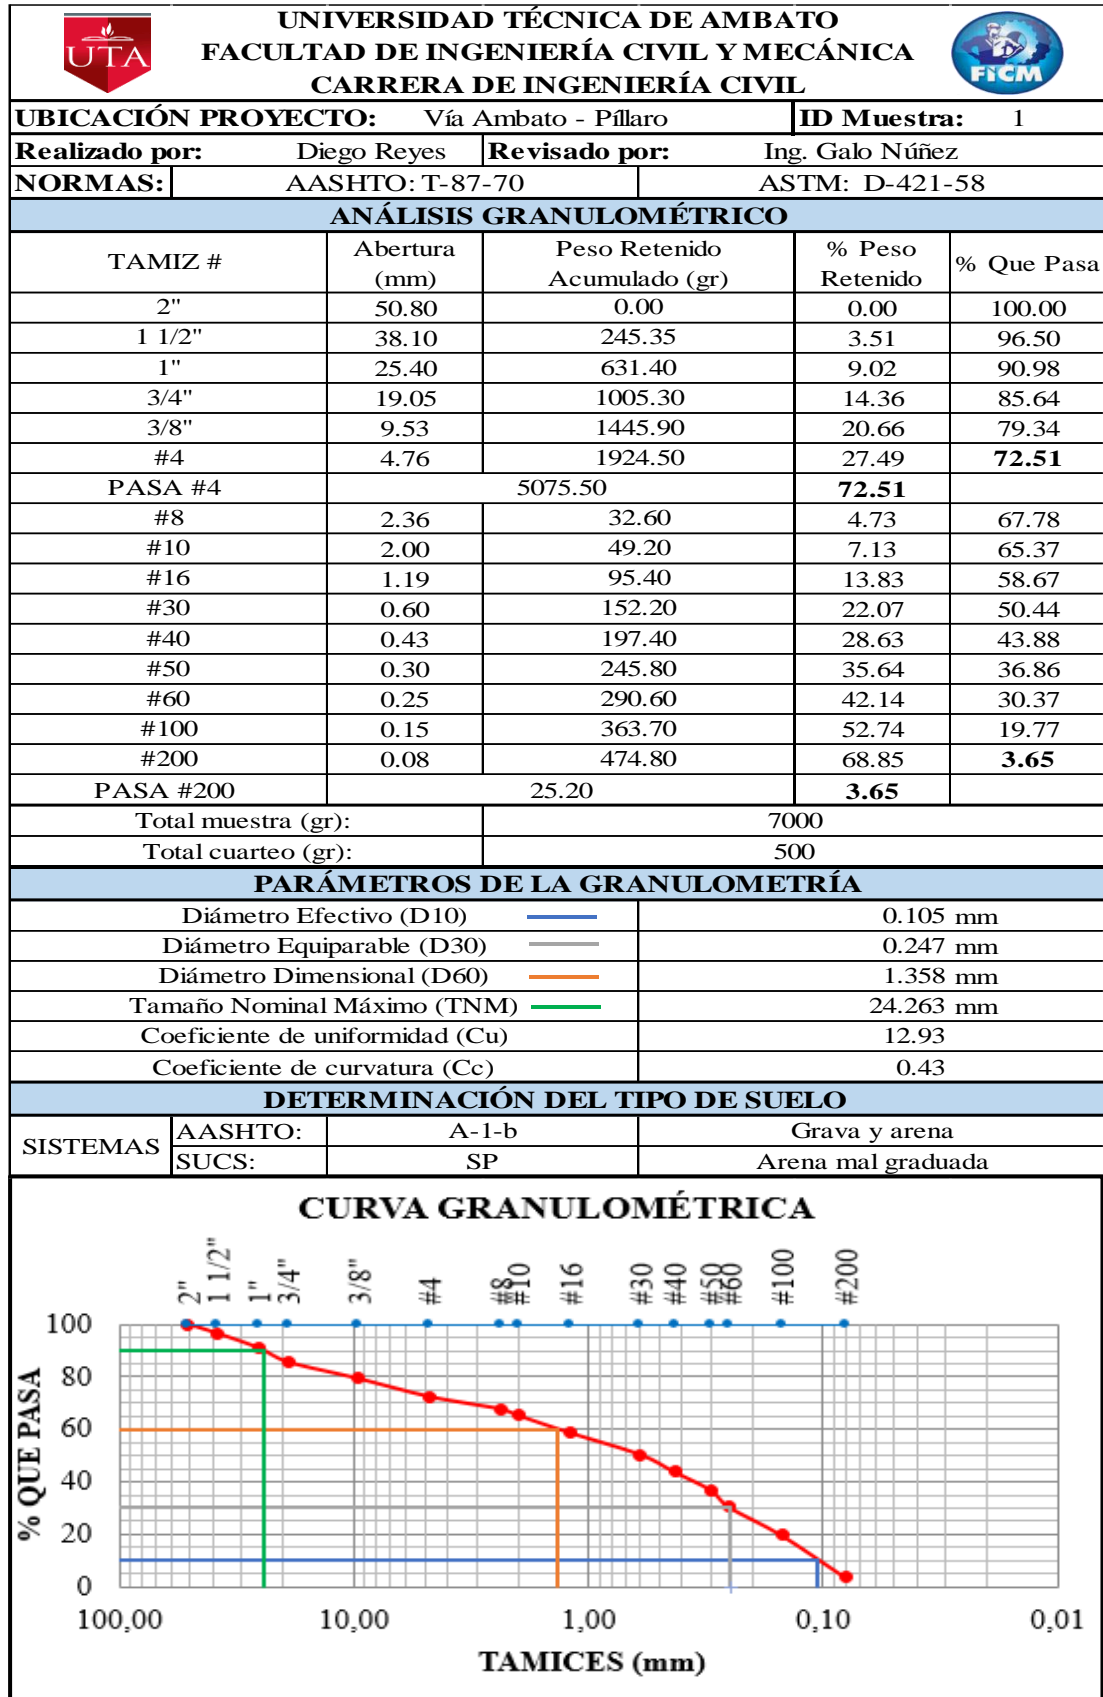 UTA
UNIVERSIDAD TÉCNICA DE AMBATO
FACULTAD DE INGENIERÍA CIVIL Y MECÁNICA
CARRERA DE INGENIERÍA CIVIL
FICM
UBICACIÓN PROYECTO: Vía Ambato - Píllaro ID Muestra: 1
Realizado por: Diego Reyes Revisado por: Ing. Galo Núñez
NORMAS: AASHTO: T-87-70 ASTM: D-421-58
ANÁLISIS GRANULOMÉTRICO
TAMIZ # Abertura (mm) Peso Retenido Acumulado (gr) % Peso Retenido % Que Pasa
2" 50.80 0.00 0.00 100.00
1 1/2" 38.10 245.35 3.51 96.50
1" 25.40 631.40 9.02 90.98
3/4" 19.05 1005.30 14.36 85.64
3/8" 9.53 1445.90 20.66 79.34
#4 4.76 1924.50 27.49 72.51
PASA #4 5075.50 72.51
#8 2.36 32.60 4.73 67.78
#10 2.00 49.20 7.13 65.37
#16 1.19 95.40 13.83 58.67
#30 0.60 152.20 22.07 50.44
#40 0.43 197.40 28.63 43.88
#50 0.30 245.80 35.64 36.86
#60 0.25 290.60 42.14 30.37
#100 0.15 363.70 52.74 19.77
#200 0.08 474.80 68.85 3.65
PASA #200 25.20 3.65
Total muestra (gr): 7000
Total cuarteo (gr): 500
PARÁMETROS DE LA GRANULOMETRÍA
Diámetro Efectivo (D10) 0.105 mm
Diámetro Equiparable (D30) 0.247 mm
Diámetro Dimensional (D60) 1.358 mm
Tamaño Nominal Máximo (TNM) 24.263 mm
Coeficiente de uniformidad (Cu) 12.93
Coeficiente de curvatura (Cc) 0.43
DETERMINACIÓN DEL TIPO DE SUELO
SISTEMAS AASHTO: A-1-b Grava y arena
SUCS: SP Arena mal graduada
CURVA GRANULOMÉTRICA
2" 1 1/2" 1" 3/4" 3/8" #4 #8 #10 #16 #30 #40 #50 #60 #100 #200
100
80
60
40
20
0
% QUE PASA
100,00 10,00 1,00 0,10 0,01
TAMICES (mm)